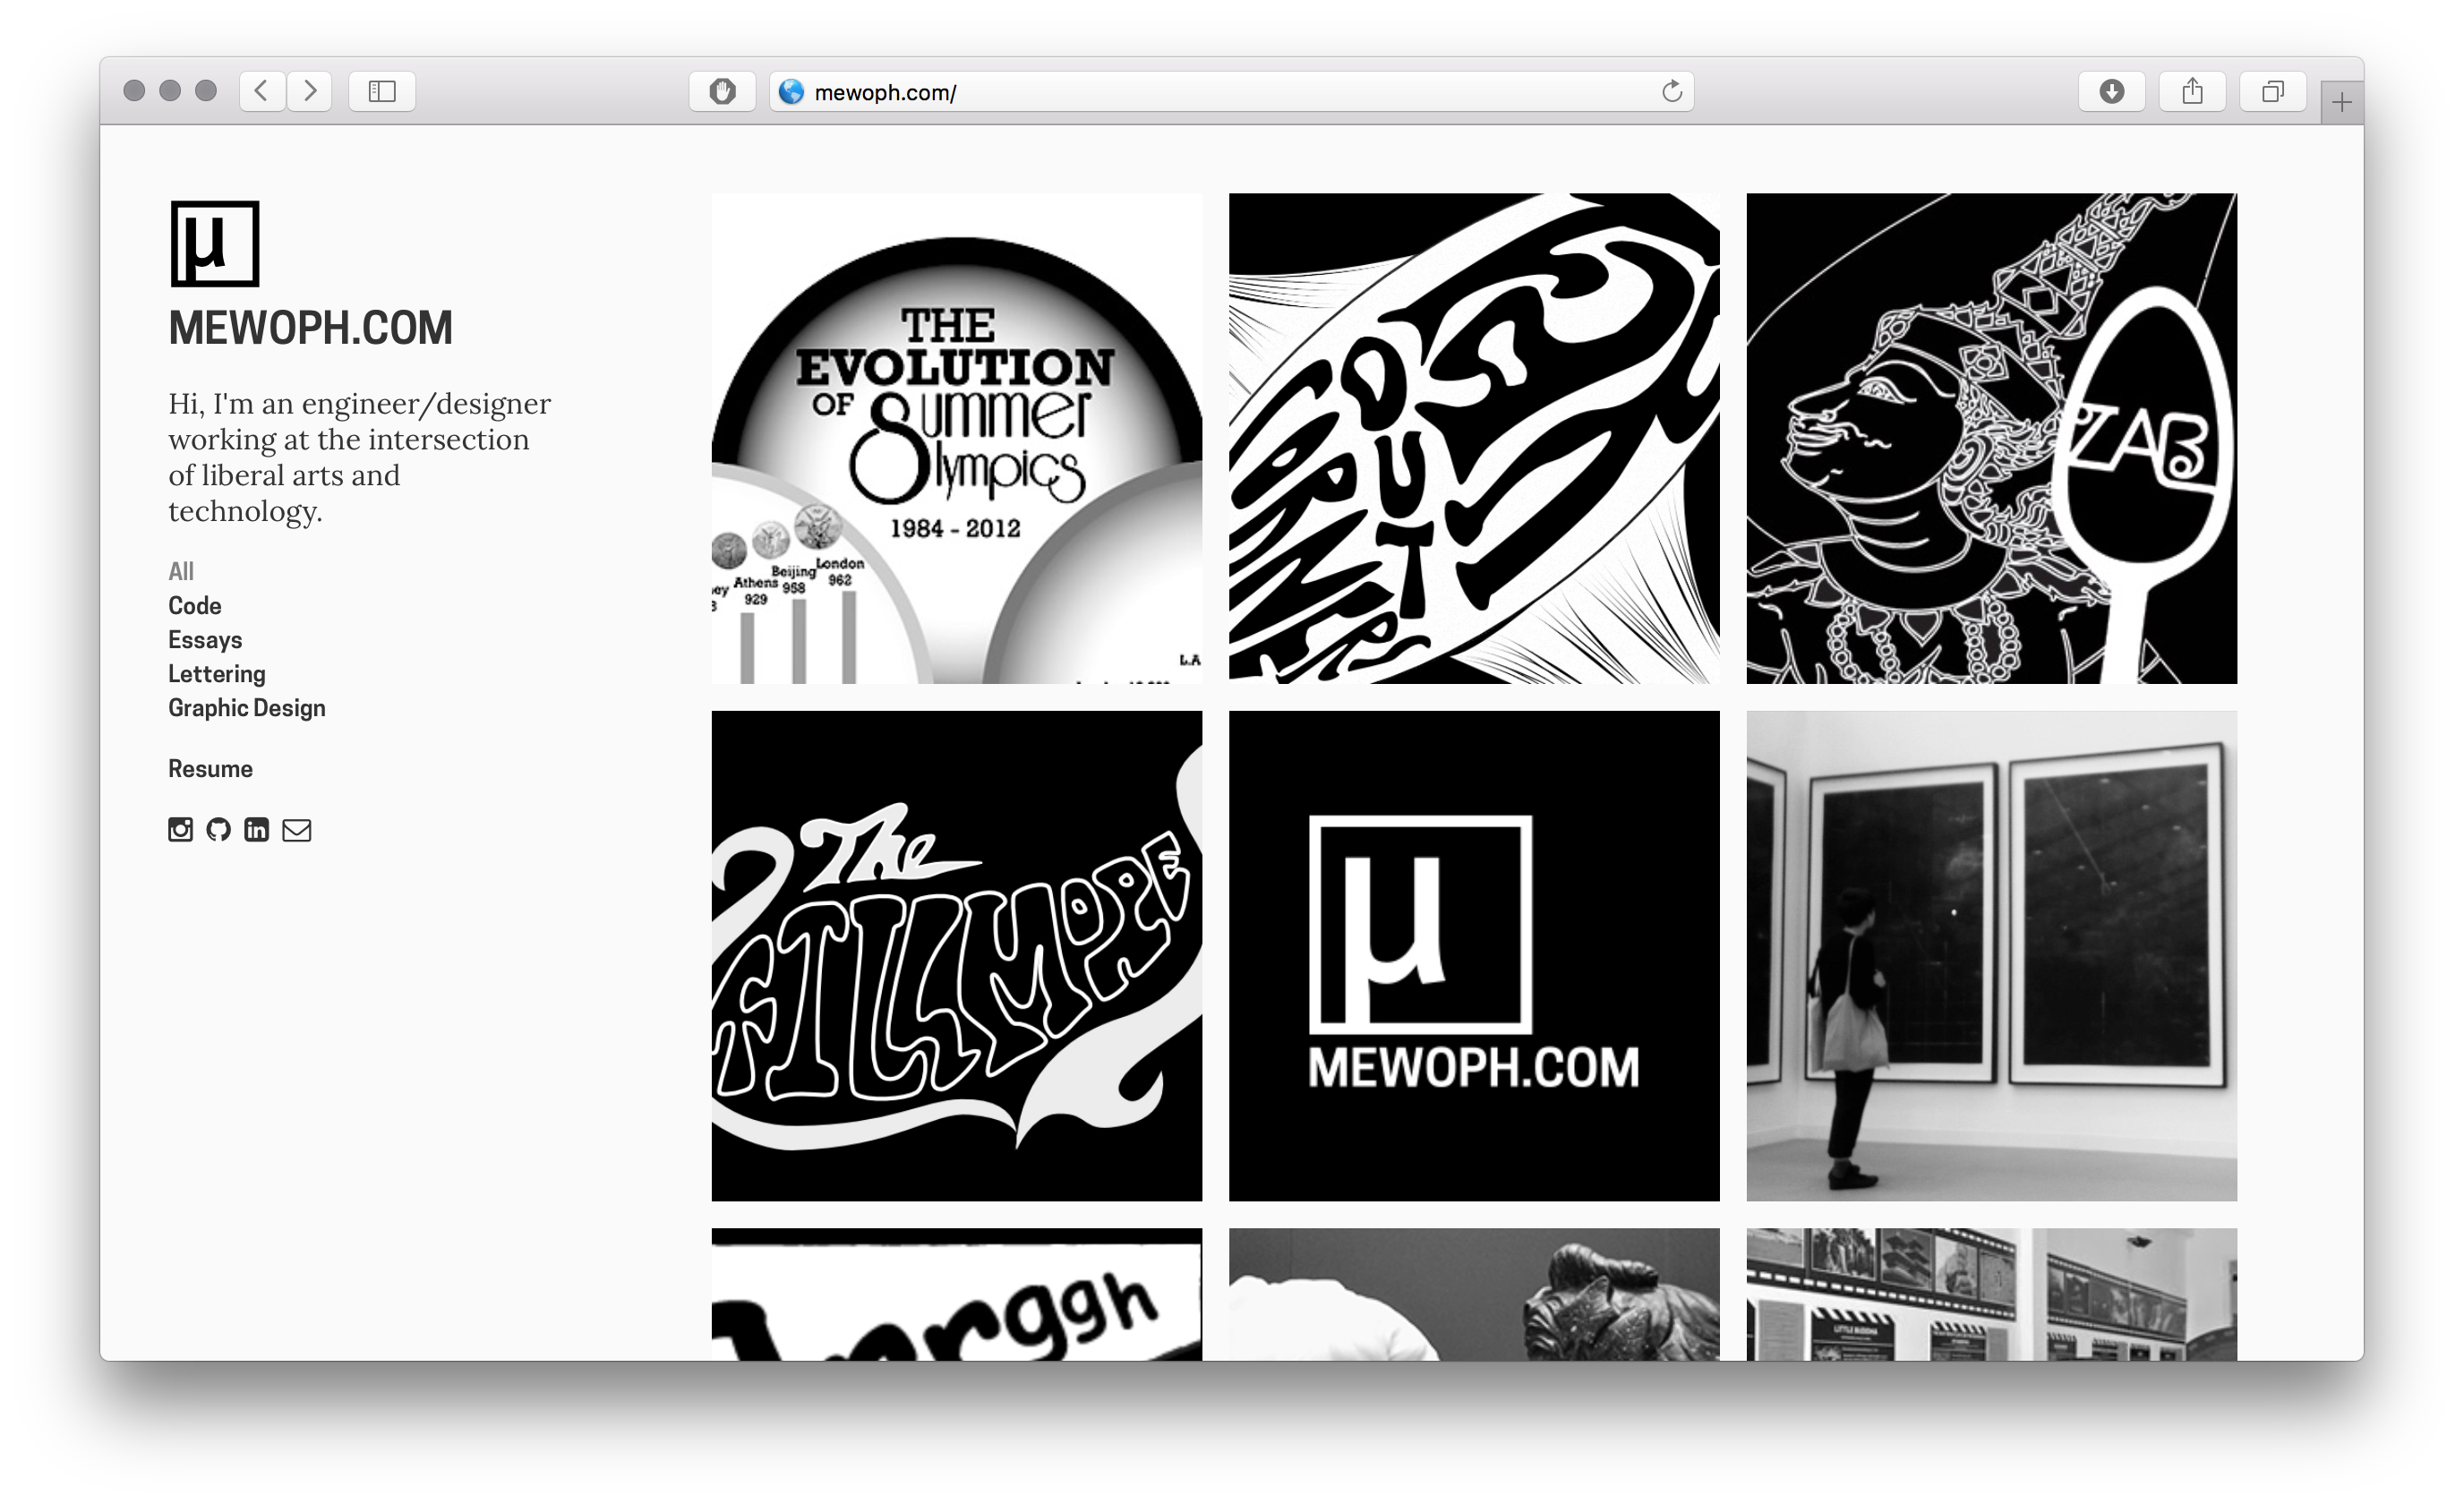 mewoph.com/
µ
MEWOPH.COM
Hi, I'm an engineer/designer
working at the intersection
of liberal arts and
technology.
All
Code
Essays
Lettering
Graphic Design
Resume
THE
EVOLUTION
OF Summer
Olympics
1984 - 2012
London
962
Beijing
958
Athens
929
L.A
ZAB
The
FILLMORE
µ
MEWOPH.COM
LITTLE BUDDHA